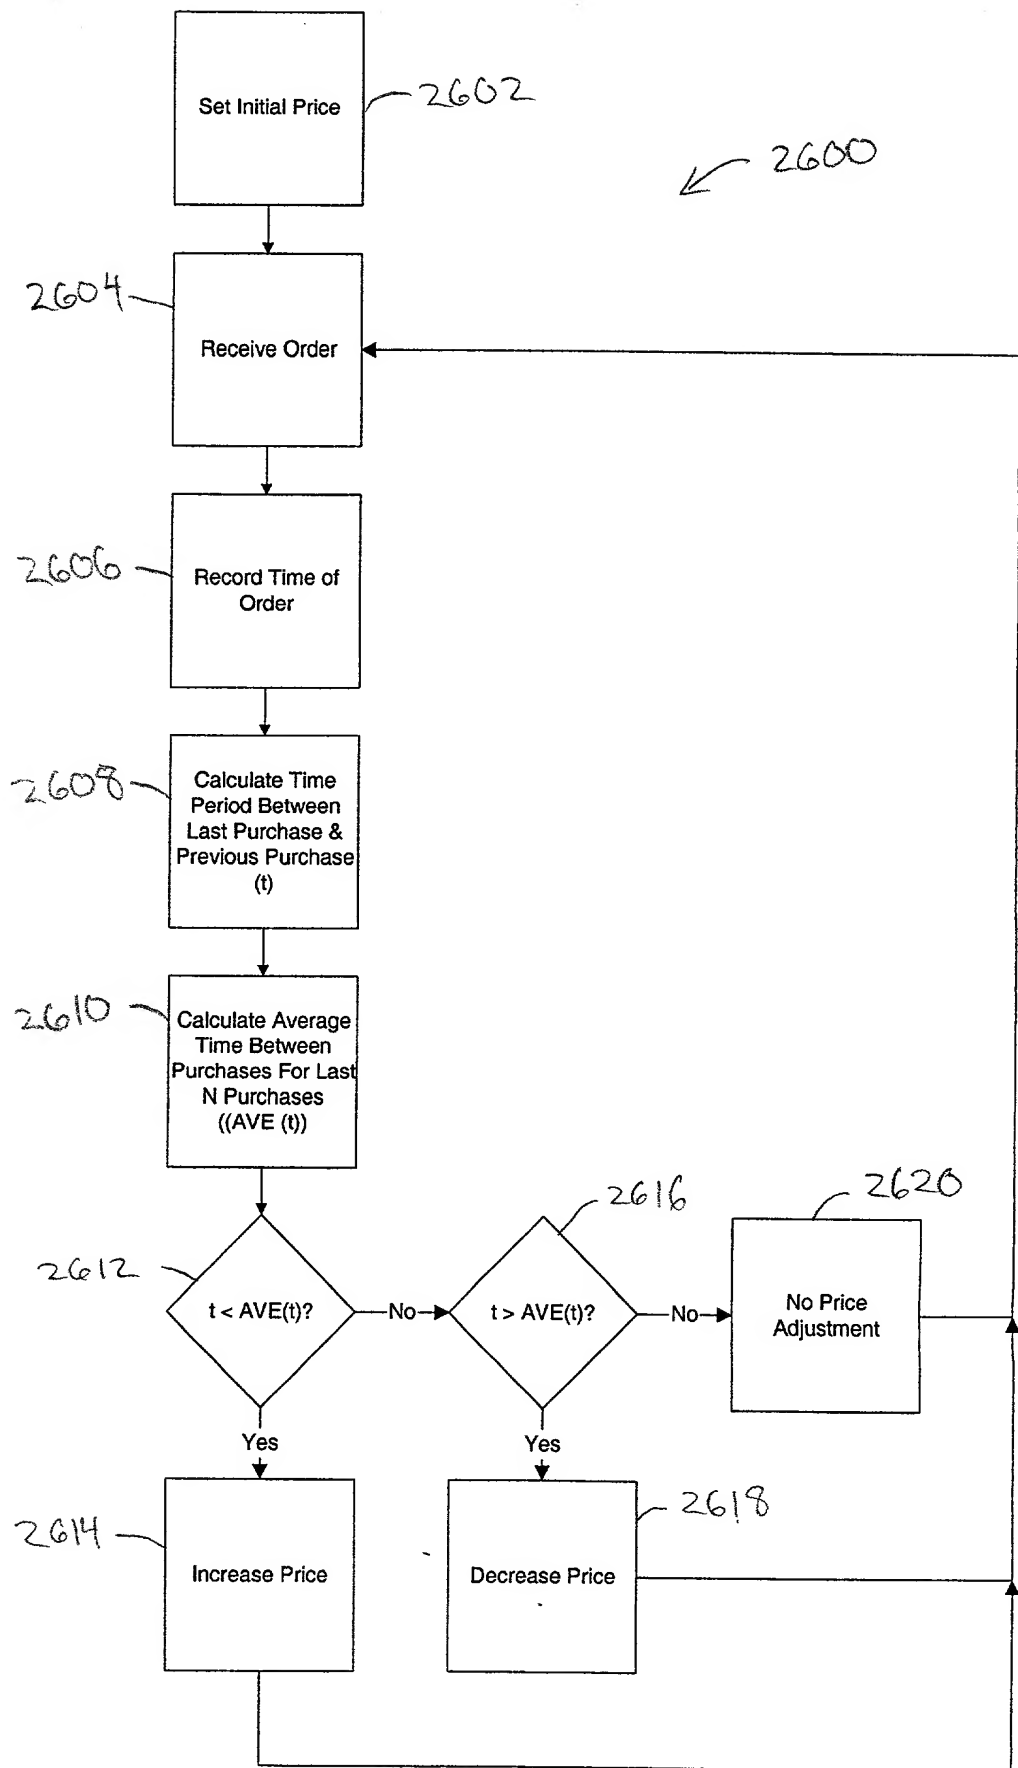 Set Initial Price
2602
2600
2604
Receive Order
2606
Record Time of
Order
2608
Calculate Time
Period Between
Last Purchase &
Previous Purchase
(t)
2610
Calculate Average
Time Between
Purchases For Last
N Purchases
((AVE (t))
2612
t < AVE(t)?
No
2616
t > AVE(t)?
No
2620
No Price
Adjustment
Yes
Yes
2614
Increase Price
2618
Decrease Price